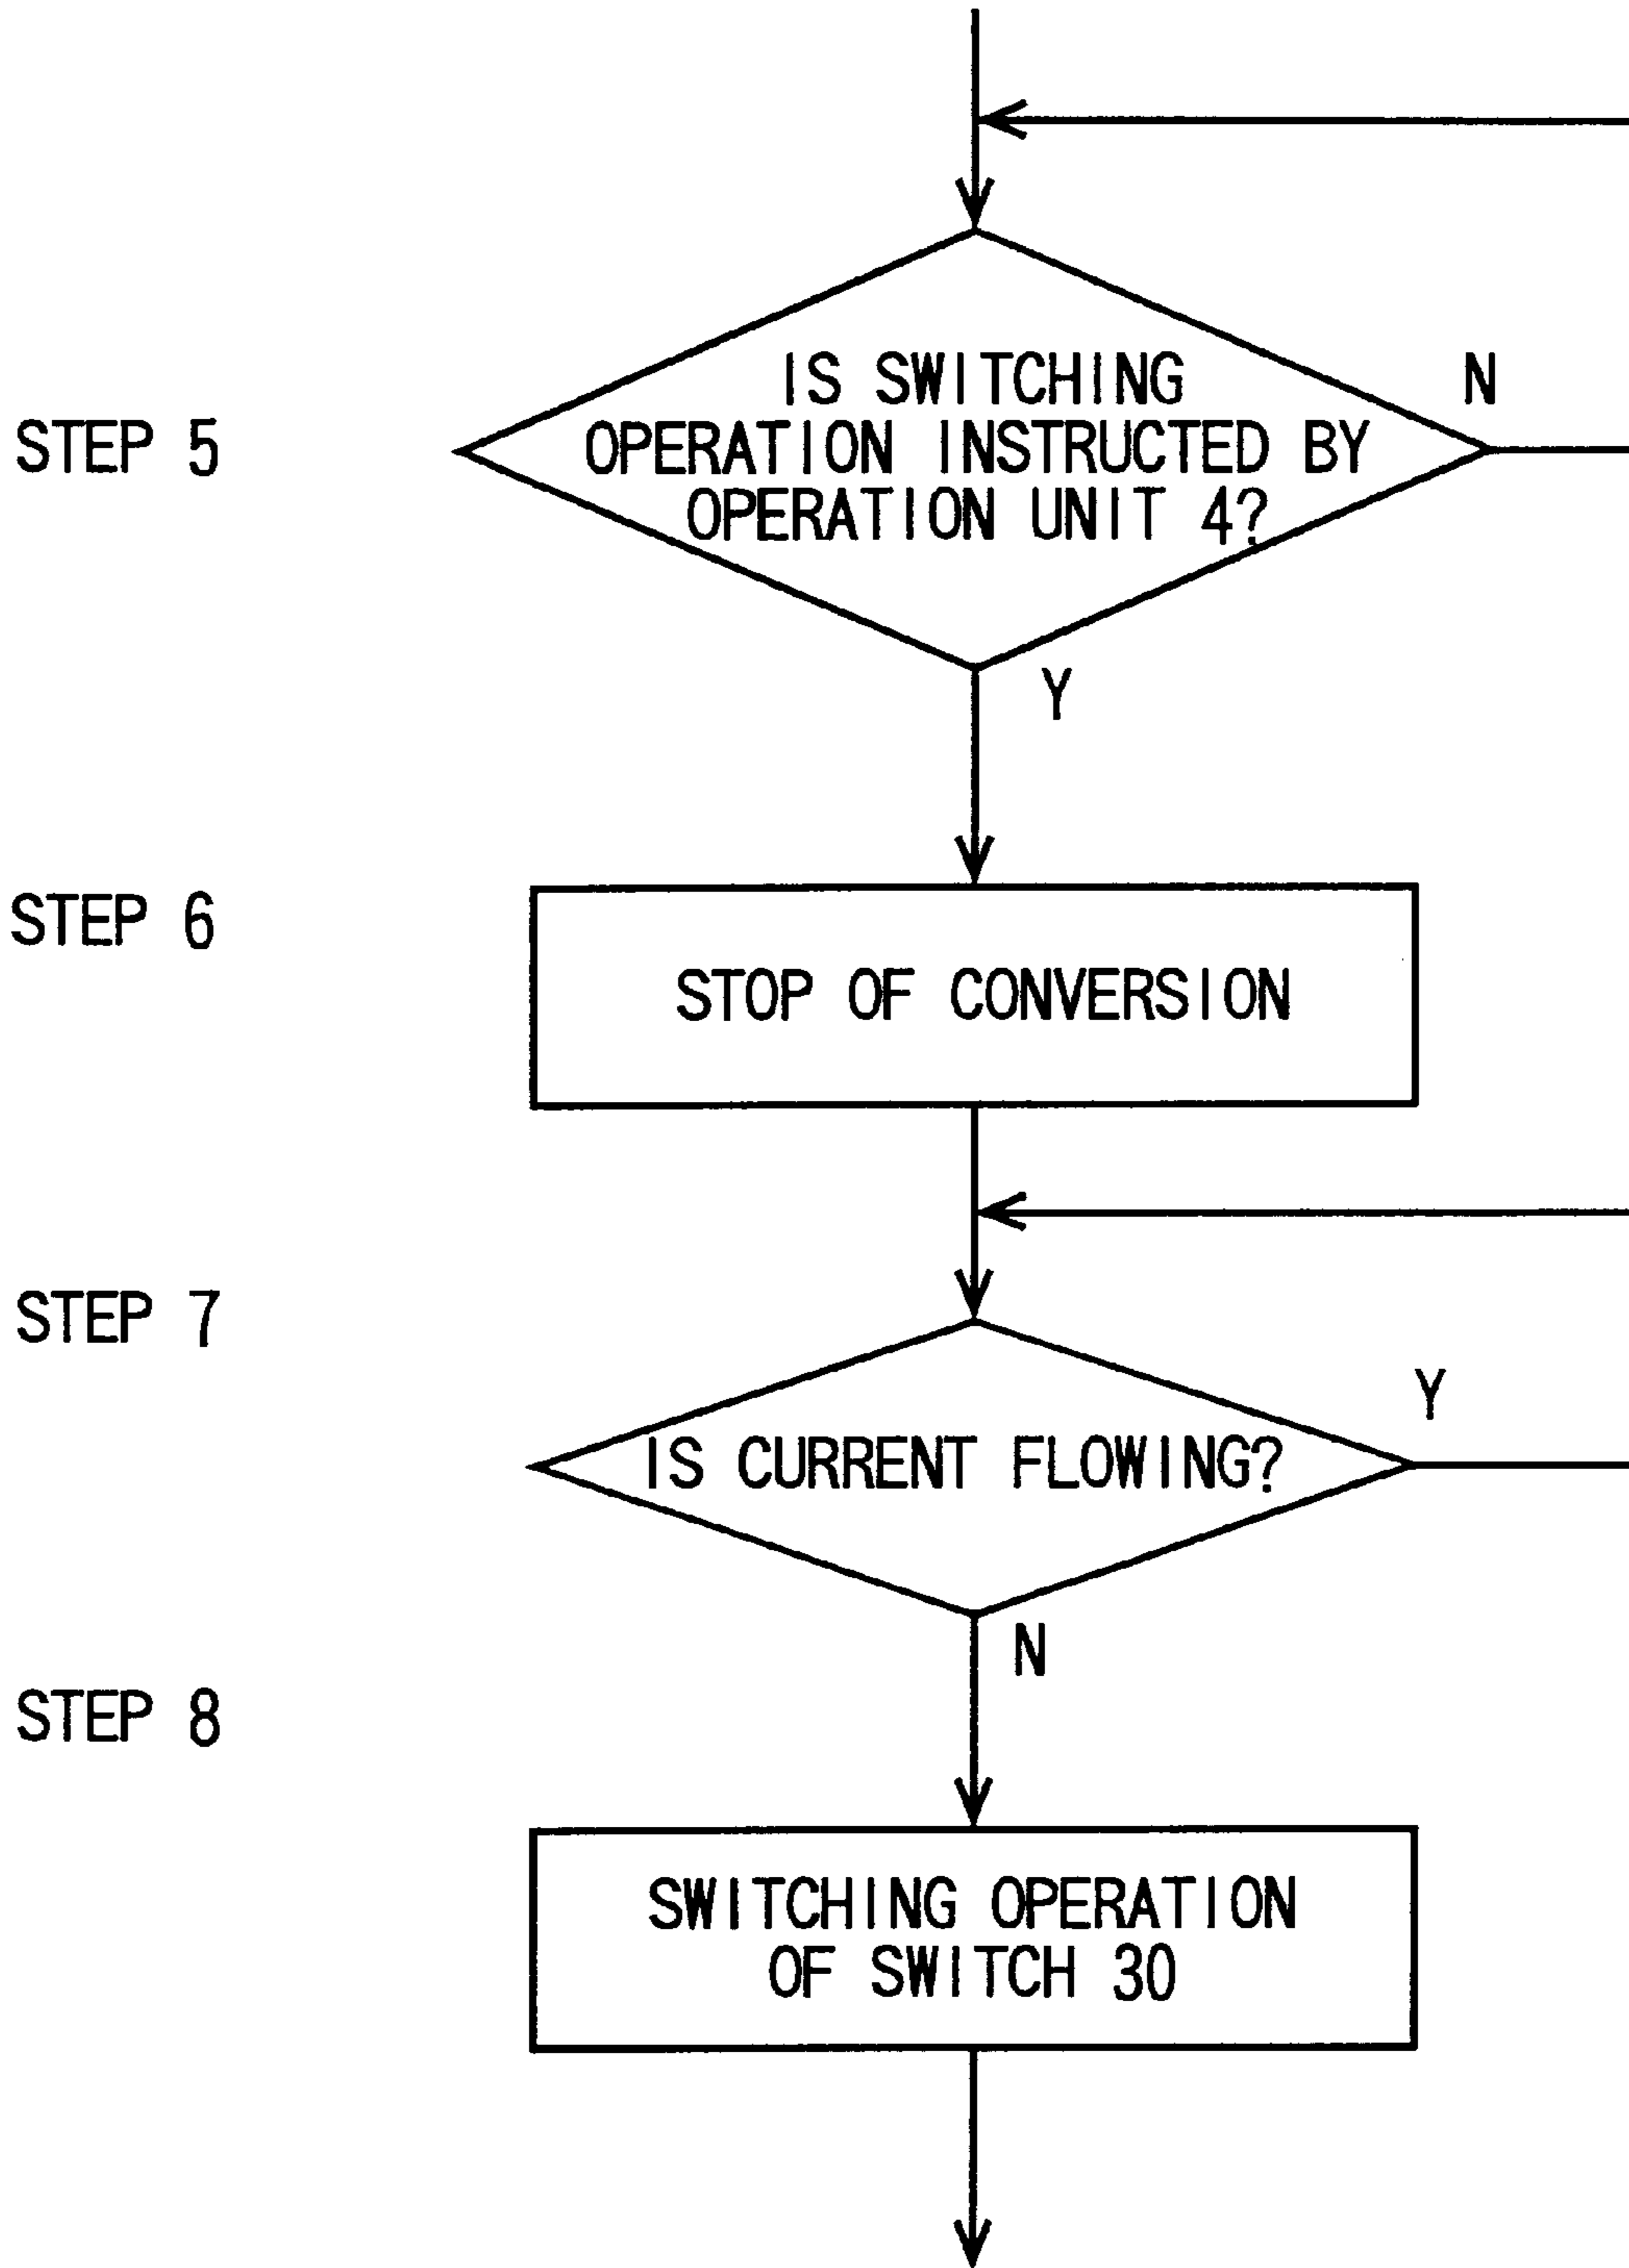 STEP 5
IS SWITCHING
OPERATION INSTRUCTED BY
OPERATION UNIT 4?
N
Y
STEP 6
STOP OF CONVERSION
STEP 7
IS CURRENT FLOWING?
Y
N
STEP 8
SWITCHING OPERATION
OF SWITCH 30